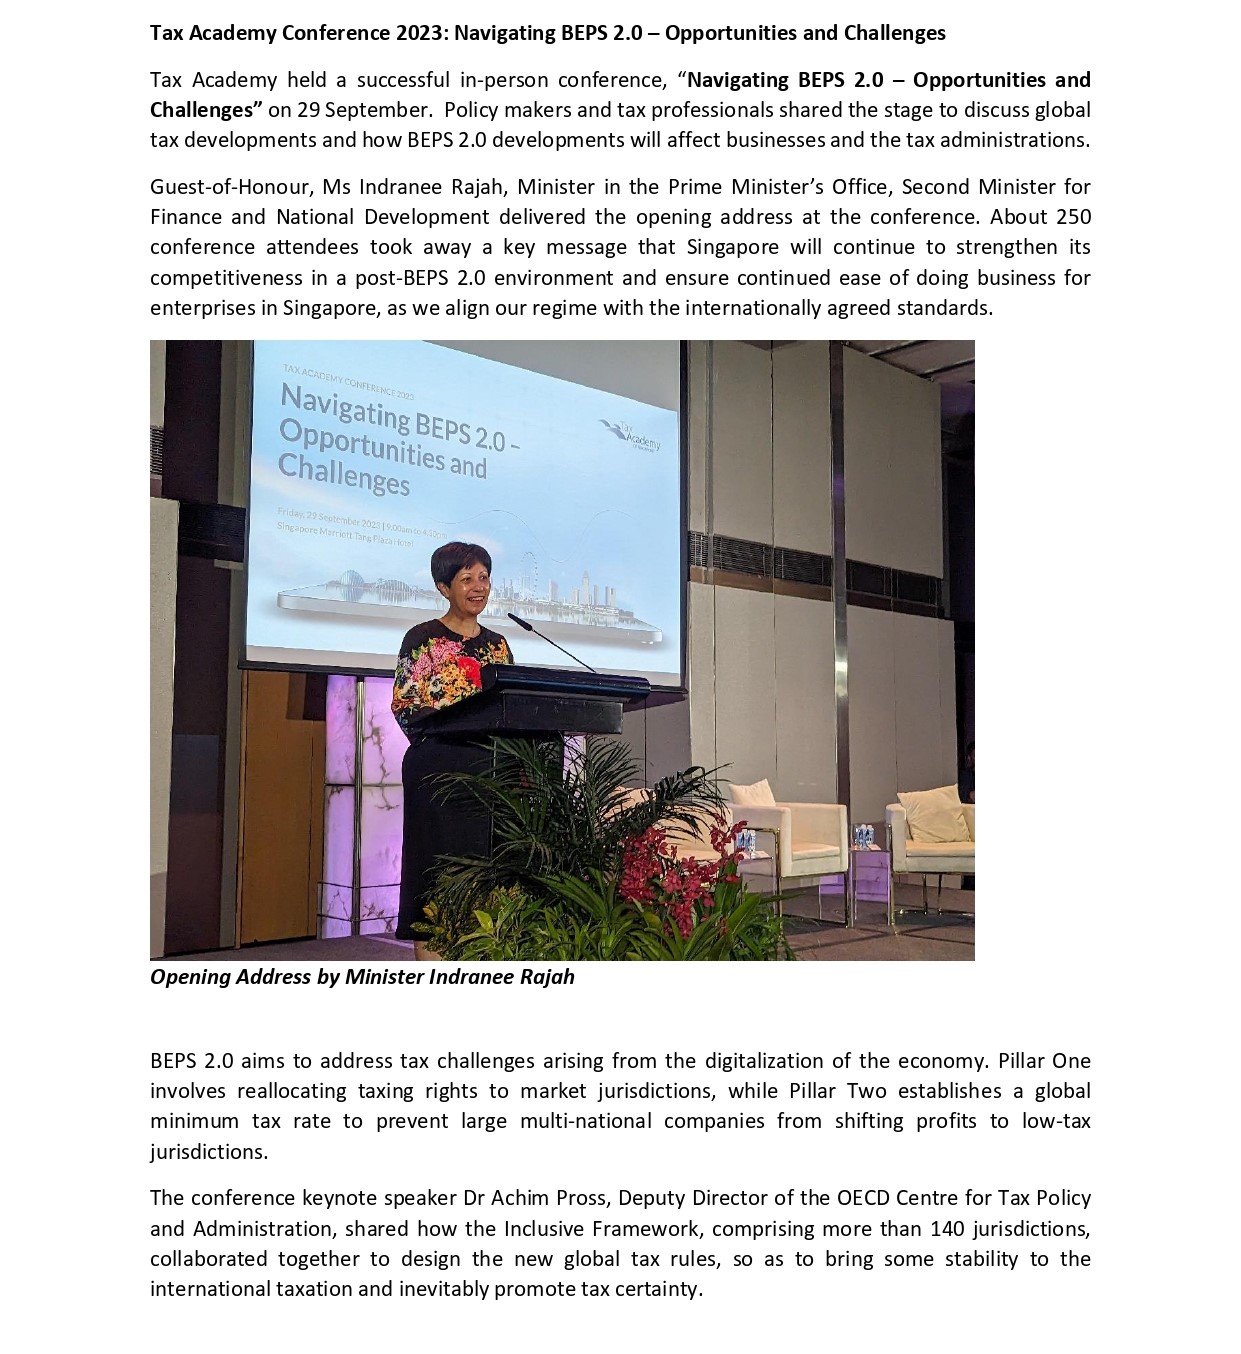 Tax Academy Conference 2023: Navigating BEPS 2.0 – Opportunities and Challenges
Tax Academy held a successful in-person conference, “Navigating BEPS 2.0 – Opportunities and
Challenges” on 29 September. Policy makers and tax professionals shared the stage to discuss global
tax developments and how BEPS 2.0 developments will affect businesses and the tax administrations.
Guest-of-Honour, Ms Indranee Rajah, Minister in the Prime Minister’s Office, Second Minister for
Finance and National Development delivered the opening address at the conference. About 250
conference attendees took away a key message that Singapore will continue to strengthen its
competitiveness in a post-BEPS 2.0 environment and ensure continued ease of doing business for
enterprises in Singapore, as we align our regime with the internationally agreed standards.
TAX ACADEMY CONFERENCE 2023
Navigating BEPS 2.0 –
Opportunities and
Challenges
Tax
Academy
Friday, 29 September 2023 | 9.00am to 4.30pm
Singapore Marriott Tang Plaza Hotel
Opening Address by Minister Indranee Rajah
BEPS 2.0 aims to address tax challenges arising from the digitalization of the economy. Pillar One
involves reallocating taxing rights to market jurisdictions, while Pillar Two establishes a global
minimum tax rate to prevent large multi-national companies from shifting profits to low-tax
jurisdictions.
The conference keynote speaker Dr Achim Pross, Deputy Director of the OECD Centre for Tax Policy
and Administration, shared how the Inclusive Framework, comprising more than 140 jurisdictions,
collaborated together to design the new global tax rules, so as to bring some stability to the
international taxation and inevitably promote tax certainty.